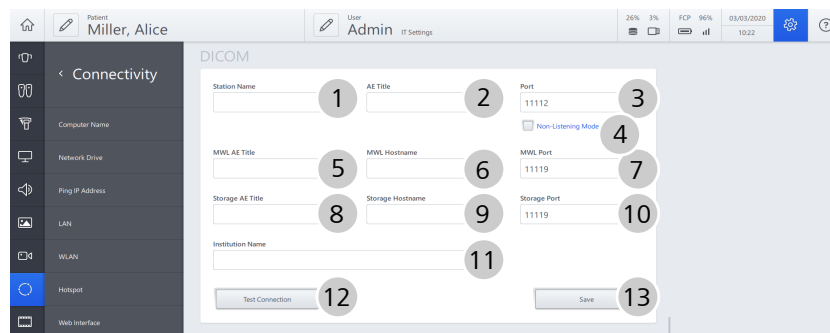 Patient
Miller, Alice
User
Admin IT Settings
26% 3% FCP 96% 03/03/2020
10:22
?
DICOM
‹ Connectivity
Computer Name
Network Drive
Ping IP Address
LAN
WLAN
Hotspot
Web Interface
Station Name 1 AE Title 2 Port 3
11112
Non-Listening Mode 4
MWL AE Title 5 MWL Hostname 6 MWL Port 7
11119
Storage AE Title 8 Storage Hostname 9 Storage Port 10
11119
Institution Name 11
Test Connection 12 Save 13